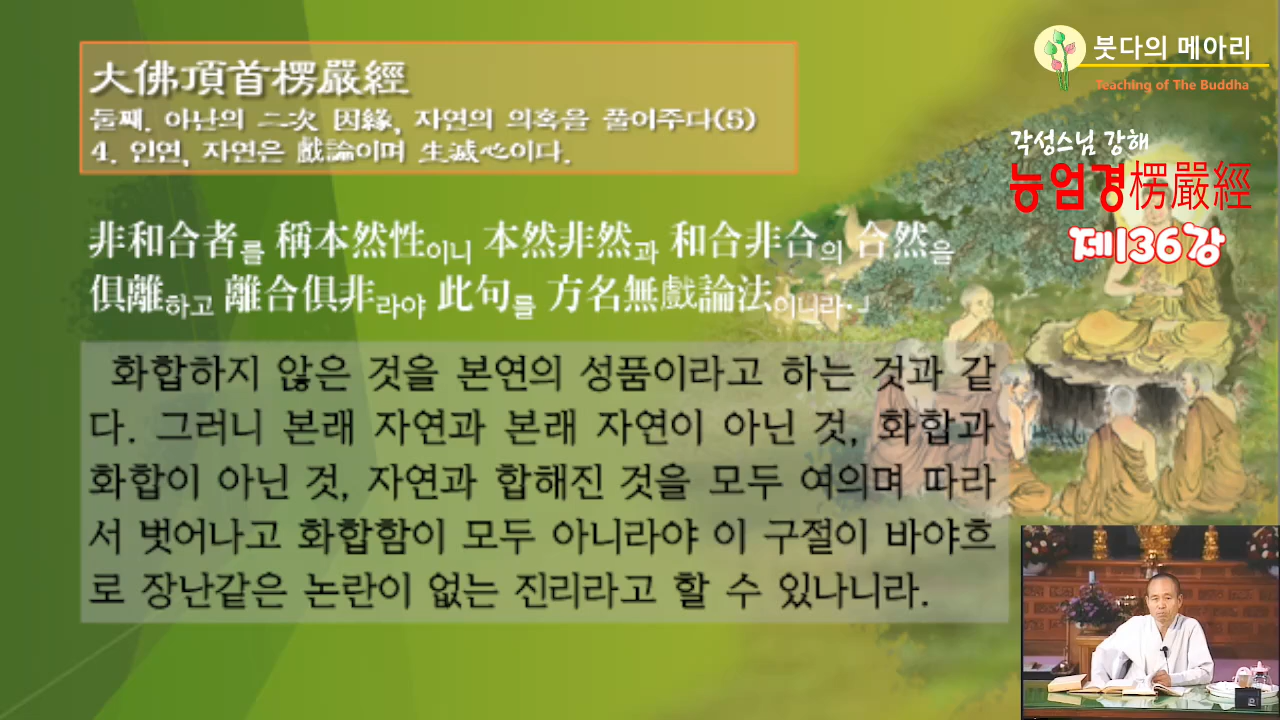 大佛頂首楞嚴經
둘째. 아난의 二次 因緣, 자연의 의혹을 풀어주다(5)
4. 인연, 자연은 戲論이며 生滅心이다.
非和合者를 稱本然性이니 本然非然과 和合非合의 合然을
俱離하고 離合俱非라야 此句를 方名無戲論法이니라.」
화합하지 않은 것을 본연의 성품이라고 하는 것과 같
다. 그러니 본래 자연과 본래 자연이 아닌 것, 화합과
화합이 아닌 것, 자연과 합해진 것을 모두 여의며 따라
서 벗어나고 화합함이 모두 아니라야 이 구절이 바야흐
로 장난같은 논란이 없는 진리라고 할 수 있나니라.
붓다의 메아리
Teaching of The Buddha
각성스님 강해
능엄경楞嚴經
제136강